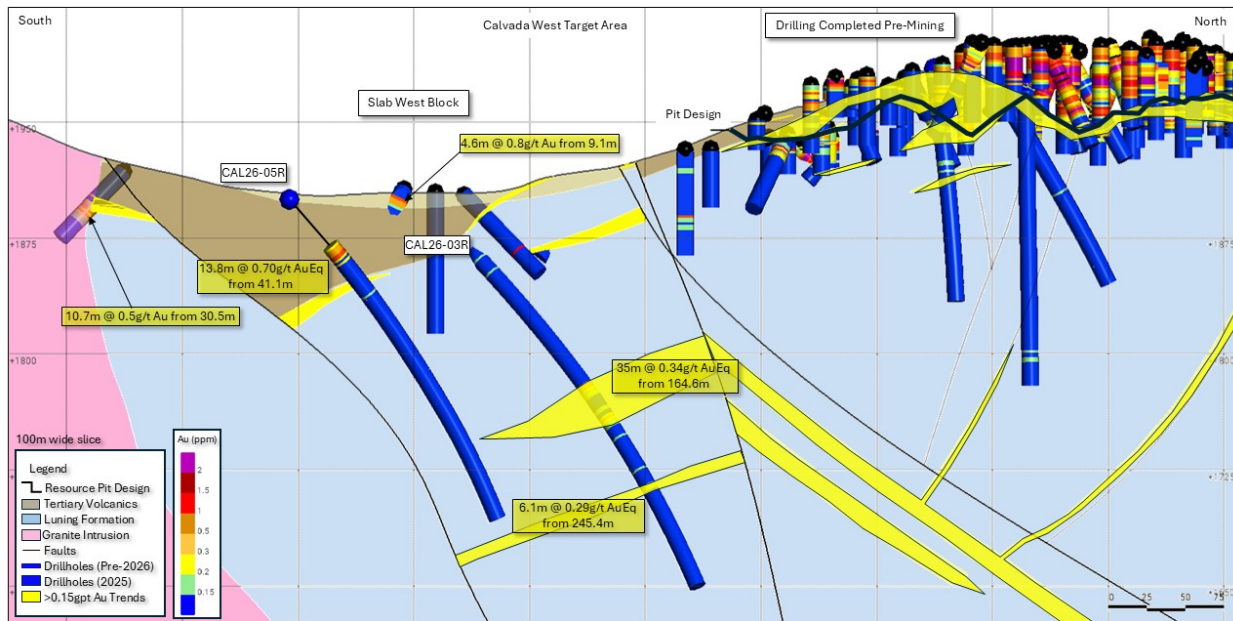 South
Calvada West Target Area
Drilling Completed Pre-Mining
North
Slab West Block
Pit Design
+1950
4.6m @ 0.8g/t Au from 9.1m
CAL26-05R
CAL26-03R
+1875
+1875
13.8m @ 0.70g/t AuEq
from 41.1m
10.7m @ 0.5g/t Au from 30.5m
+1800
35m @ 0.34g/t AuEq
from 164.6m
6.1m @ 0.29g/t AuEq
from 245.4m
+1725
100m wide slice
Legend
Resource Pit Design
Tertiary Volcanics
Luning Formation
Granite Intrusion
Faults
Drillholes (Pre-2026)
Drillholes (2025)
>0.15gpt Au Trends
Au (ppm)
2
1.5
1
0.5
0.3
0.2
0.15
0 25 50 75